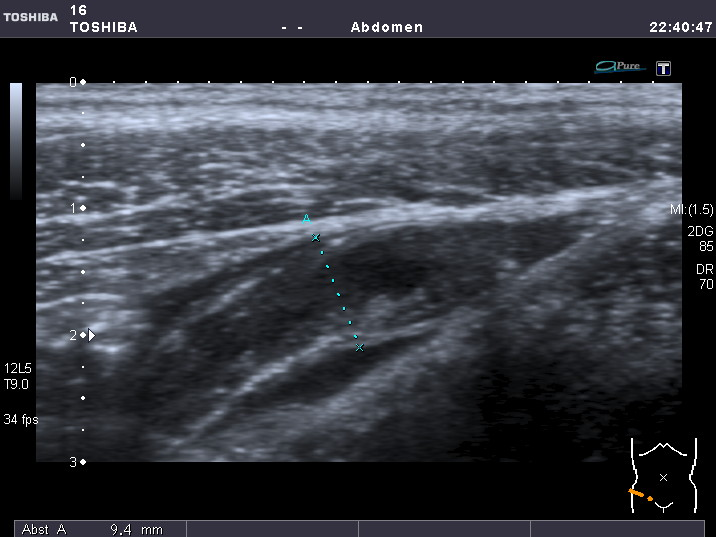 TOSHIBA
16
TOSHIBA
- -
Abdomen
22:40:47
aPure
T
0
1
2
3
A
MI:(1.5)
2DG
85
DR
70
12L5
T9.0
34 fps
Abst A 9.4 mm